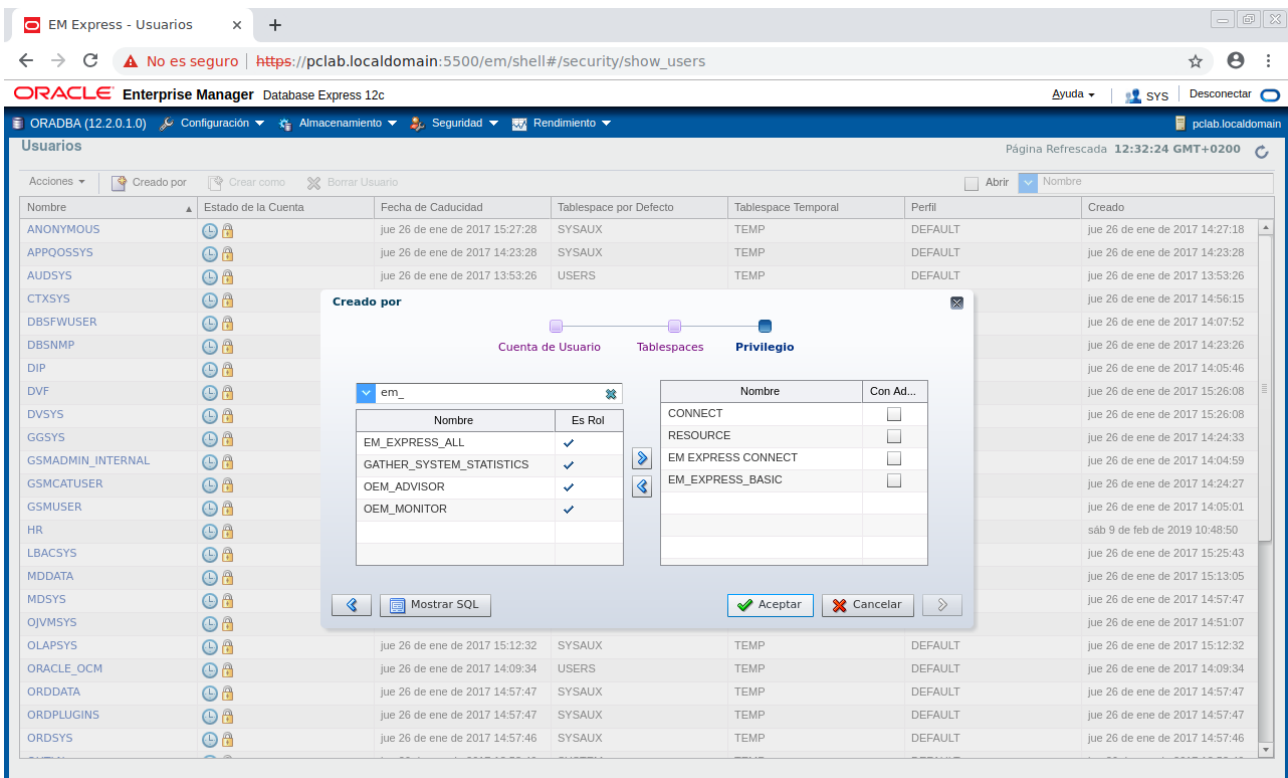 EM Express - Usuarios
No es seguro | https://pclab.localdomain:5500/em/shell#/security/show_users
ORACLE Enterprise Manager Database Express 12c Ayuda SYS Desconectar
ORADBA (12.2.0.1.0) Configuración Almacenamiento Seguridad Rendimiento pclab.localdomain
Usuarios Página Refrescada 12:32:24 GMT+0200
Acciones Creado por Crear como Borrar Usuario Abrir Nombre
Nombre Estado de la Cuenta Fecha de Caducidad Tablespace por Defecto Tablespace Temporal Perfil Creado
ANONYMOUS jue 26 de ene de 2017 15:27:28 SYSAUX TEMP DEFAULT jue 26 de ene de 2017 14:27:18
APPQOSSYS jue 26 de ene de 2017 14:23:28 SYSAUX TEMP DEFAULT jue 26 de ene de 2017 14:23:28
AUDSYS jue 26 de ene de 2017 13:53:26 USERS TEMP DEFAULT jue 26 de ene de 2017 13:53:26
CTXSYS jue 26 de ene de 2017 14:56:15
DBSFWUSER jue 26 de ene de 2017 14:07:52
DBSNMP jue 26 de ene de 2017 14:23:26
DIP jue 26 de ene de 2017 14:05:46
DVF jue 26 de ene de 2017 15:26:08
DVSYS jue 26 de ene de 2017 15:26:08
GGSYS jue 26 de ene de 2017 14:24:33
GSMADMIN_INTERNAL jue 26 de ene de 2017 14:04:59
GSMCATUSER jue 26 de ene de 2017 14:24:27
GSMUSER jue 26 de ene de 2017 14:05:01
HR sáb 9 de feb de 2019 10:48:50
LBACSYS jue 26 de ene de 2017 15:25:43
MDDATA jue 26 de ene de 2017 15:13:05
MDSYS jue 26 de ene de 2017 14:57:47
OJVMSYS jue 26 de ene de 2017 14:51:07
OLAPSYS jue 26 de ene de 2017 15:12:32 SYSAUX TEMP DEFAULT jue 26 de ene de 2017 15:12:32
ORACLE_OCM jue 26 de ene de 2017 14:09:34 USERS TEMP DEFAULT jue 26 de ene de 2017 14:09:34
ORDDATA jue 26 de ene de 2017 14:57:47 SYSAUX TEMP DEFAULT jue 26 de ene de 2017 14:57:47
ORDPLUGINS jue 26 de ene de 2017 14:57:47 SYSAUX TEMP DEFAULT jue 26 de ene de 2017 14:57:47
ORDSYS jue 26 de ene de 2017 14:57:46 SYSAUX TEMP DEFAULT jue 26 de ene de 2017 14:57:46
Creado por
Cuenta de Usuario Tablespaces Privilegio
em_
Nombre Es Rol
EM_EXPRESS_ALL
GATHER_SYSTEM_STATISTICS
OEM_ADVISOR
OEM_MONITOR
Nombre Con Ad...
CONNECT
RESOURCE
EM EXPRESS CONNECT
EM_EXPRESS_BASIC
Mostrar SQL Aceptar Cancelar